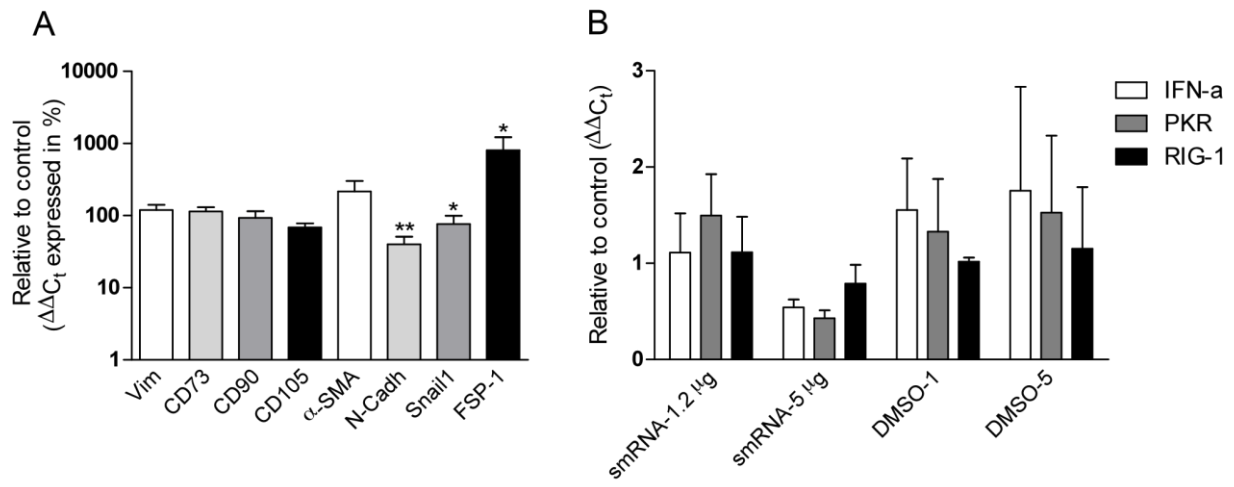 A
Relative to control
(ΔΔCt expressed in %)
10000
1000
100
10
1
**
*
*
Vim
CD73
CD90
CD105
α-SMA
N-Cadh
Snail1
FSP-1
B
Relative to control (ΔΔCt)
3
2
1
0
smRNA-1.2 µg
smRNA-5 µg
DMSO-1
DMSO-5
IFN-a
PKR
RIG-1